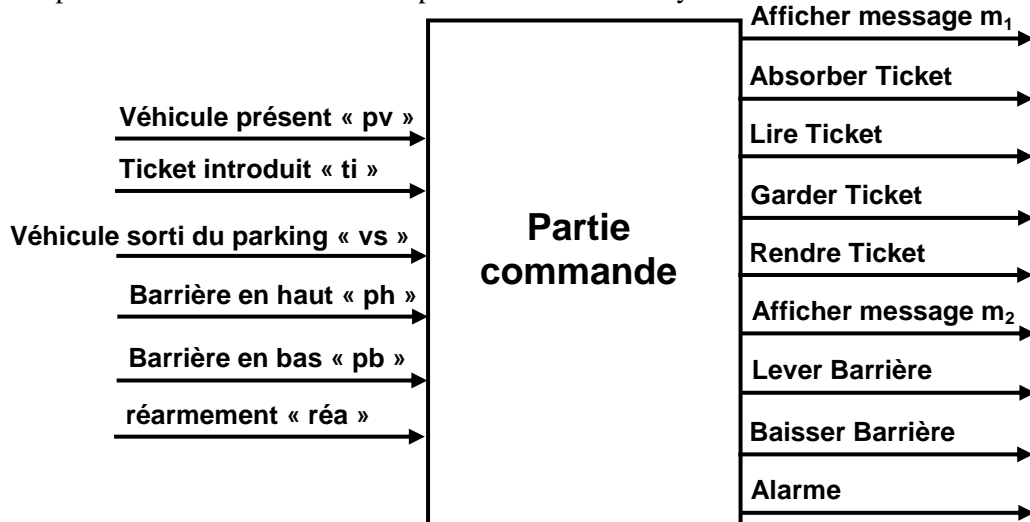 Afficher message m₁
Absorber Ticket
Véhicule présent « pv »
Lire Ticket
Ticket introduit « ti »
Garder Ticket
Véhicule sorti du parking « vs »
Partie
commande
Rendre Ticket
Barrière en haut « ph »
Afficher message m₂
Barrière en bas « pb »
Lever Barrière
réarmement « réa »
Baisser Barrière
Alarme